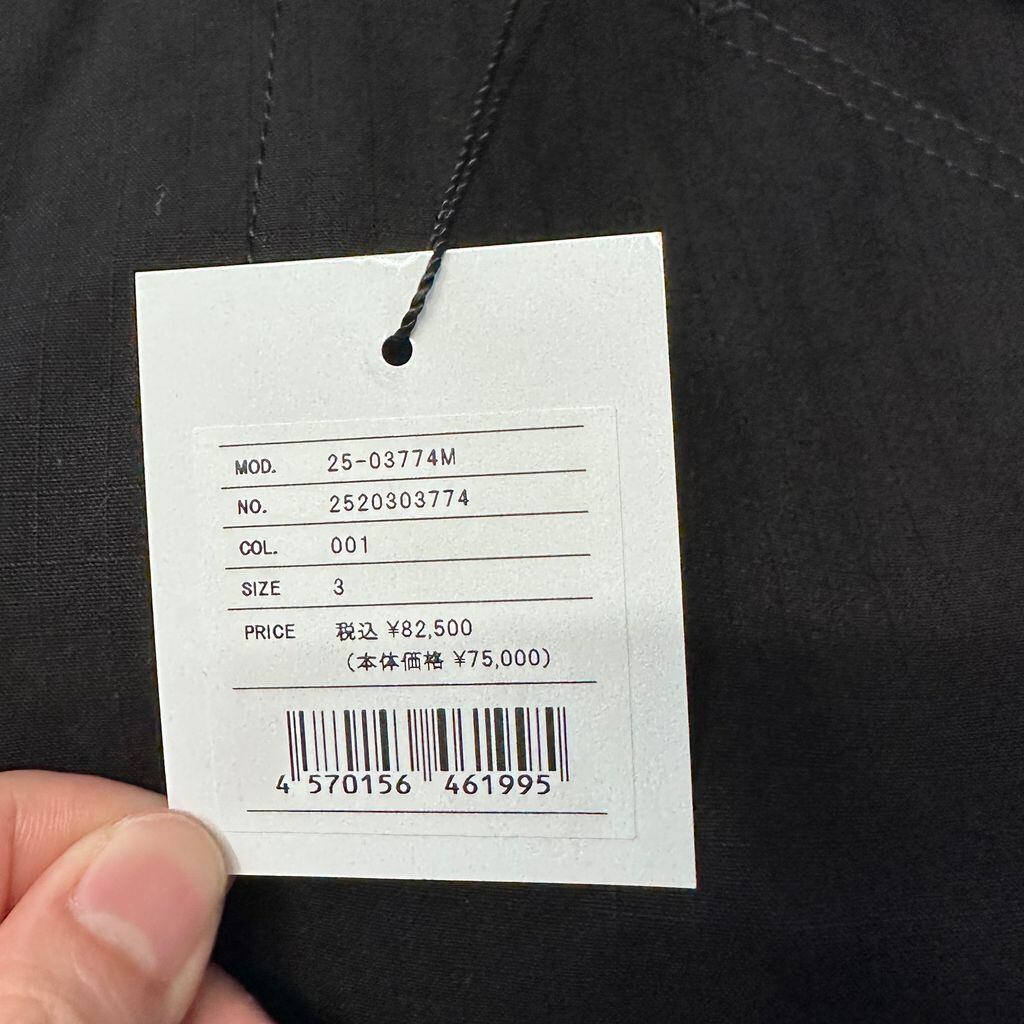 MOD. 25-03774M
NO. 2520303774
COL. 001
SIZE 3
PRICE 税込 ¥82,500
(本体価格 ¥75,000)
4 570156 461995